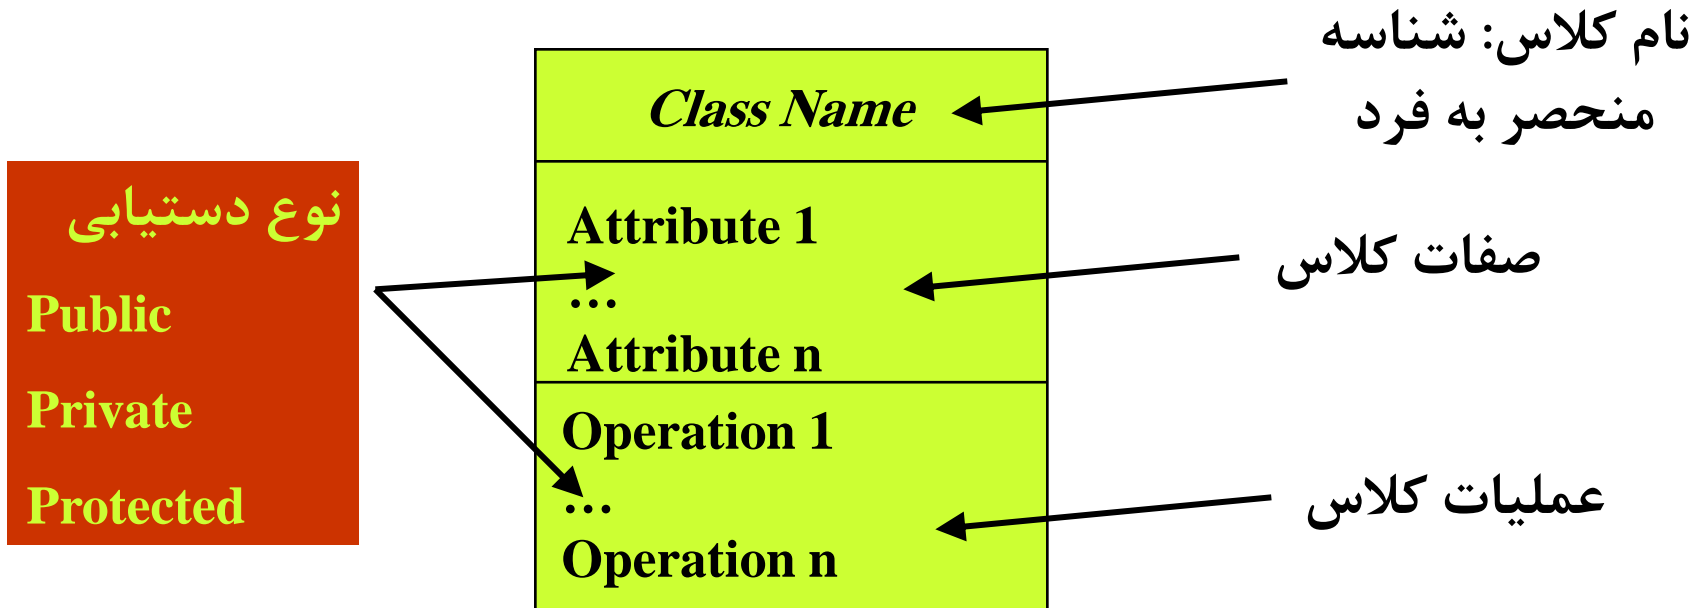 نام کلاس: شناسه
منحصر به فرد
Class Name
نوع دستیابی
Public
Private
Protected
Attribute 1
...
Attribute n
صفات کلاس
Operation 1
...
Operation n
عملیات کلاس